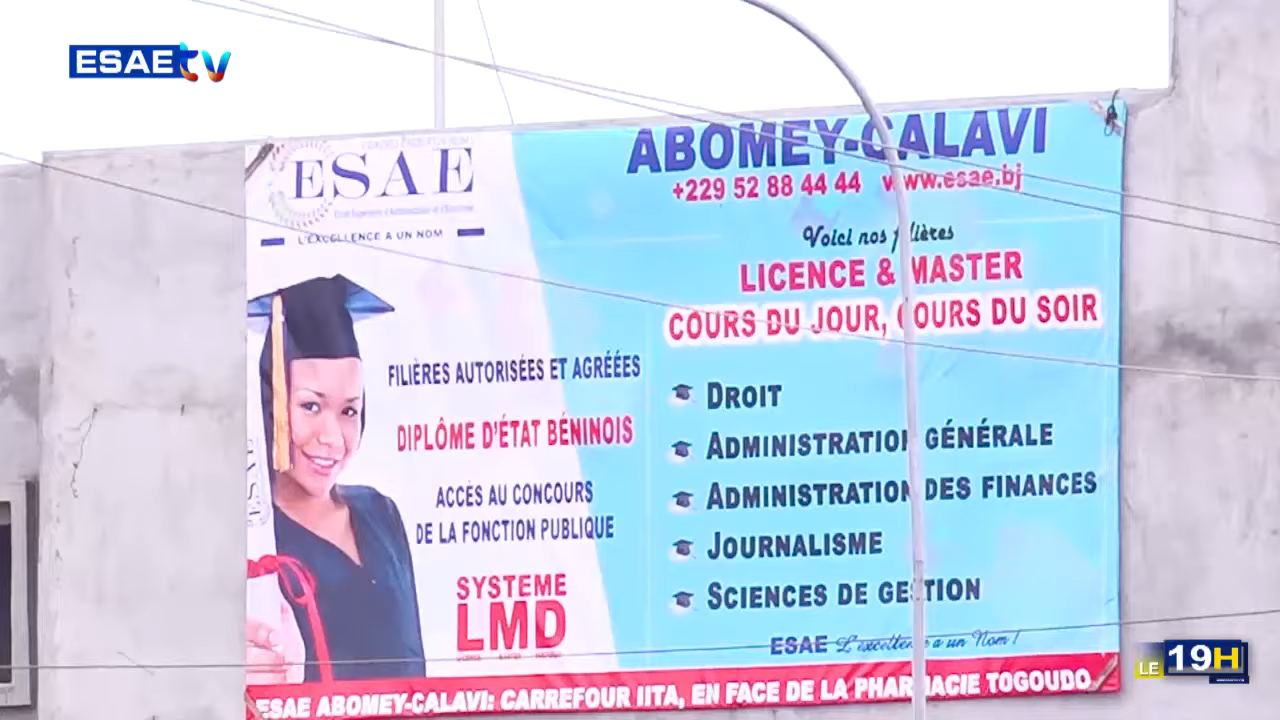 ESAE tv
ESAE
L'EXCELLENCE A UN NOM
ABOMEY-CALAVI
+229 52 88 44 44 www.esae.bj
Voici nos filières
LICENCE & MASTER
COURS DU JOUR, COURS DU SOIR
FILIÈRES AUTORISÉES ET AGRÉÉES
DIPLÔME D'ÉTAT BÉNINOIS
ACCÈS AU CONCOURS
DE LA FONCTION PUBLIQUE
SYSTEME
LMD
DROIT
ADMINISTRATION GÉNÉRALE
ADMINISTRATION DES FINANCES
JOURNALISME
SCIENCES DE GESTION
ESAE L'excellence a un Nom !
ESAE ABOMEY-CALAVI: CARREFOUR IITA, EN FACE DE LA PHARMACIE TOGOUDO
LE 19H